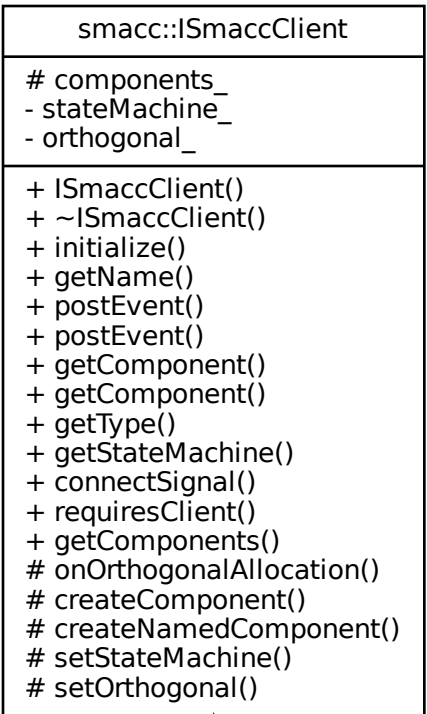 smacc::ISmaccClient
# components_
- stateMachine_
- orthogonal_
+ ISmaccClient()
+ ~ISmaccClient()
+ initialize()
+ getName()
+ postEvent()
+ postEvent()
+ getComponent()
+ getComponent()
+ getType()
+ getStateMachine()
+ connectSignal()
+ requiresClient()
+ getComponents()
# onOrthogonalAllocation()
# createComponent()
# createNamedComponent()
# setStateMachine()
# setOrthogonal()